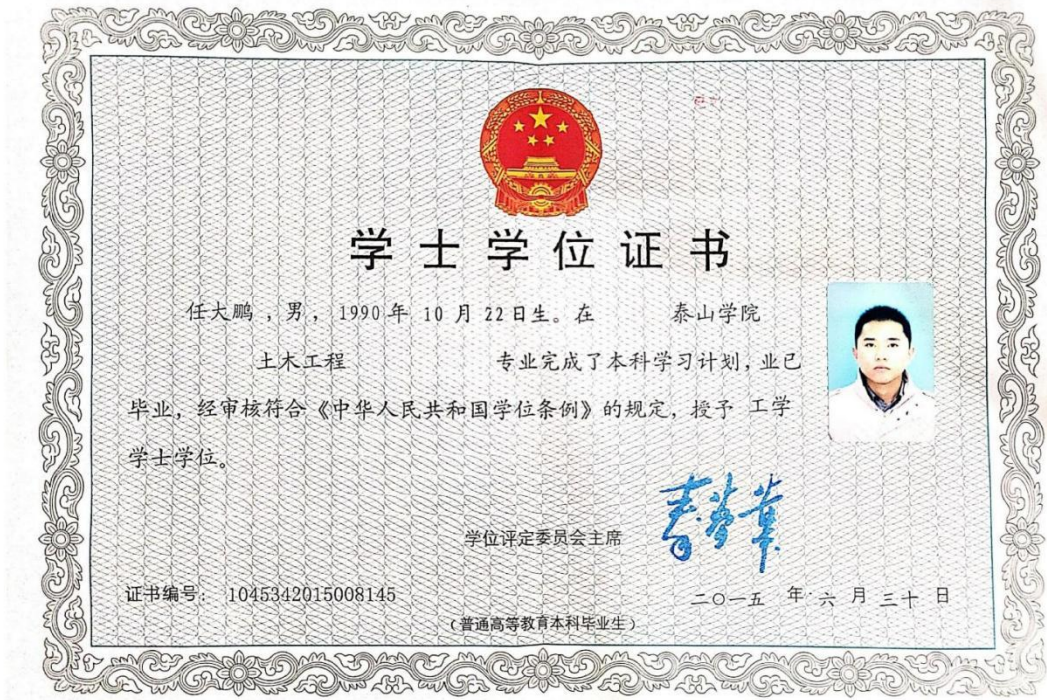 学士学位证书
任大鹏，男，1990年 10 月 22日生。在 泰山学院
土木工程 专业完成了本科学习计划，业已
毕业，经审核符合《中华人民共和国学位条例》的规定，授予 工学
学士学位。
学位评定委员会主席
证书编号：1045342015008145
二○一五 年 六 月 三十 日
（普通高等教育本科毕业生）